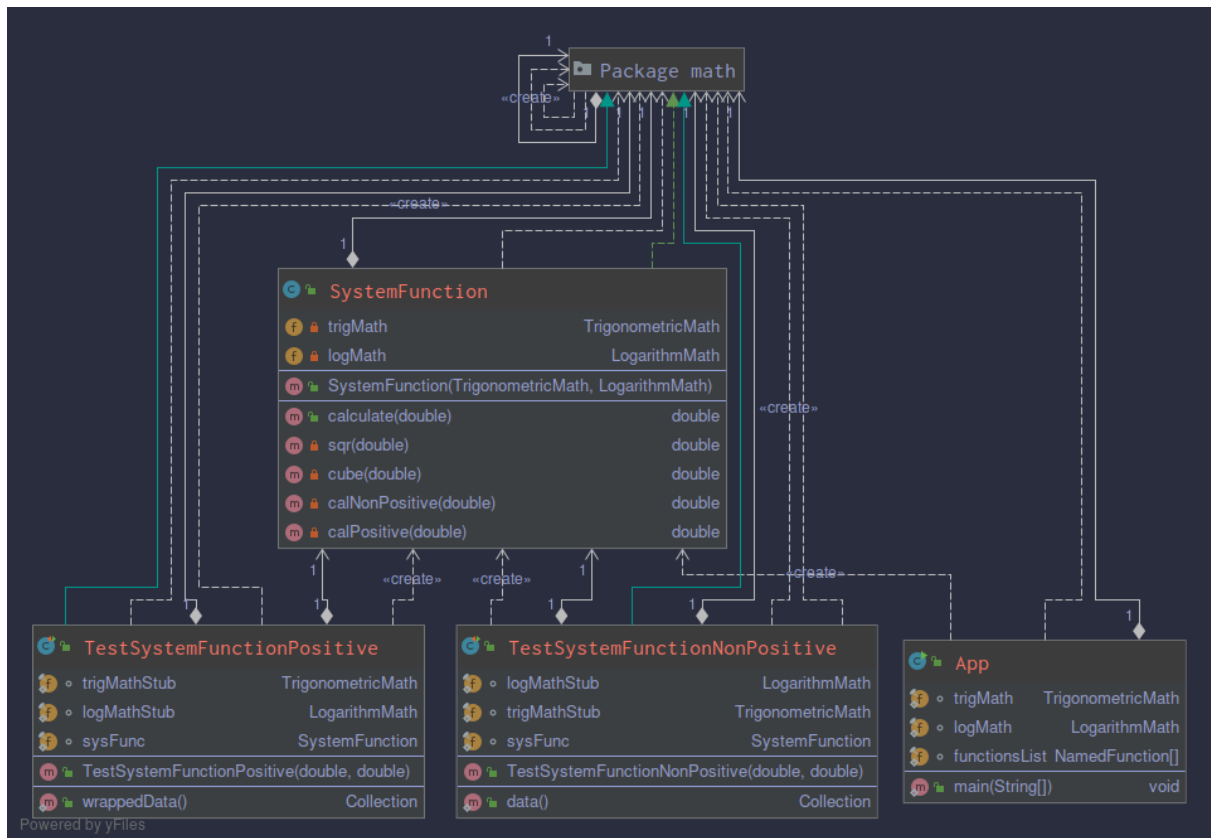 1
Package math
«create»
1 1 1 1 1
«create»
1
SystemFunction
trigMath TrigonometricMath
logMath LogarithmMath
SystemFunction(TrigonometricMath, LogarithmMath)
calculate(double) double
«create»
sqr(double) double
cube(double) double
calNonPositive(double) double
calPositive(double) double
1 «create» «create» 1 «create»
1 1 1 1 1
TestSystemFunctionPositive
trigMathStub TrigonometricMath
logMathStub LogarithmMath
sysFunc SystemFunction
TestSystemFunctionPositive(double, double)
wrappedData() Collection
TestSystemFunctionNonPositive
logMathStub LogarithmMath
trigMathStub TrigonometricMath
sysFunc SystemFunction
TestSystemFunctionNonPositive(double, double)
data() Collection
App
trigMath TrigonometricMath
logMath LogarithmMath
functionsList NamedFunction[]
main(String[]) void
Powered by yFiles